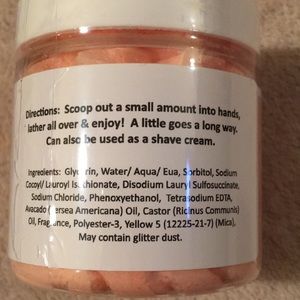 Directions: Scoop out a small amount into hands,
lather all over & enjoy! A little goes a long way.
Can also be used as a shave cream.
Ingredients: Glycerin, Water/ Aqua/ Eau, Sorbitol, Sodium
Cocoyl/ Lauroyl Isethionate, Disodium Lauryl Sulfosuccinate,
Sodium Chloride, Phenoxyethanol, Tetrasodium EDTA,
Avocado (Persea Americana) Oil, Castor (Ricinus Communis)
Oil, Fragrance, Polyester-3, Yellow 5 (12225-21-7) (Mica),
May contain glitter dust.